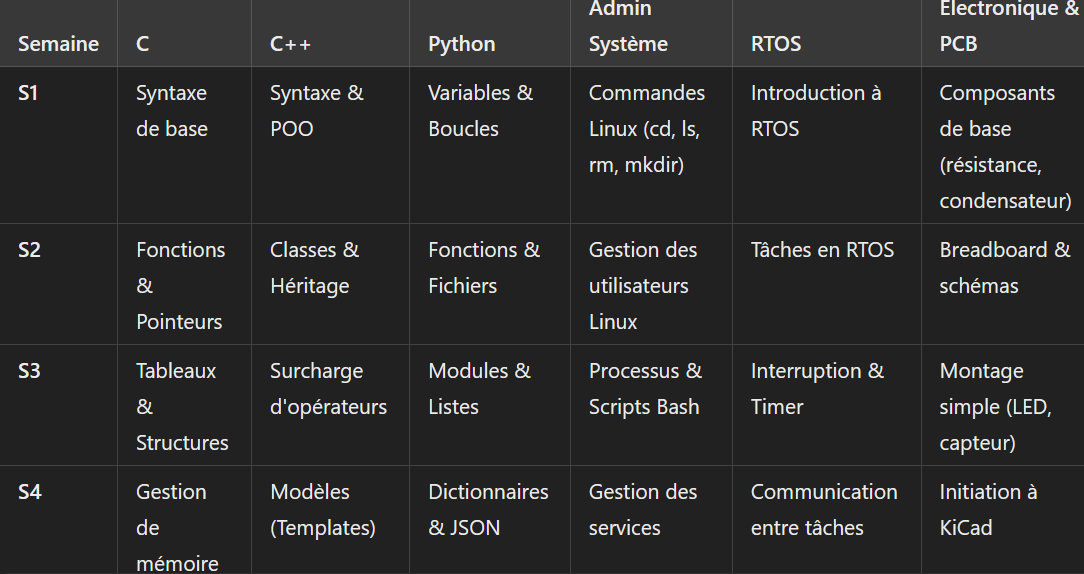 Semaine C C++ Python Admin Système RTOS Electronique & PCB
S1 Syntaxe de base Syntaxe & POO Variables & Boucles Commandes Linux (cd, ls, rm, mkdir) Introduction à RTOS Composants de base (résistance, condensateur)
S2 Fonctions & Pointeurs Classes & Héritage Fonctions & Fichiers Gestion des utilisateurs Linux Tâches en RTOS Breadboard & schémas
S3 Tableaux & Structures Surcharge d'opérateurs Modules & Listes Processus & Scripts Bash Interruption & Timer Montage simple (LED, capteur)
S4 Gestion de mémoire Modèles (Templates) Dictionnaires & JSON Gestion des services Communication entre tâches Initiation à KiCad